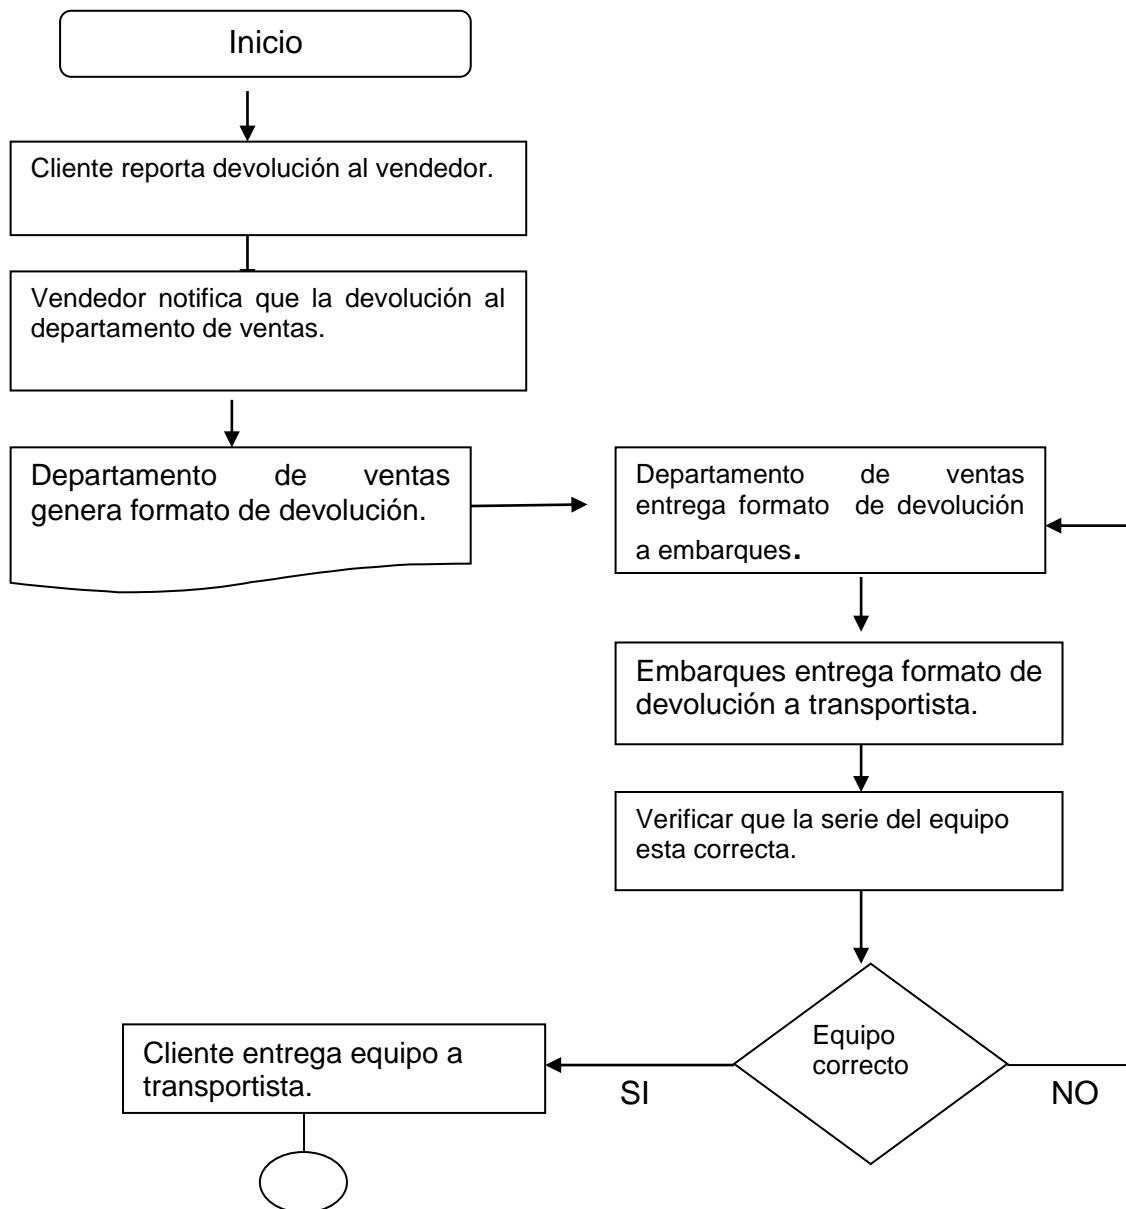 Inicio
Cliente reporta devolución al vendedor.
Vendedor notifica que la devolución al
departamento de ventas.
Departamento de ventas
genera formato de devolución.
Departamento de ventas
entrega formato de devolución
a embarques.
Embarques entrega formato de
devolución a transportista.
Verificar que la serie del equipo
esta correcta.
Equipo
correcto
Cliente entrega equipo a
transportista.
SI
NO